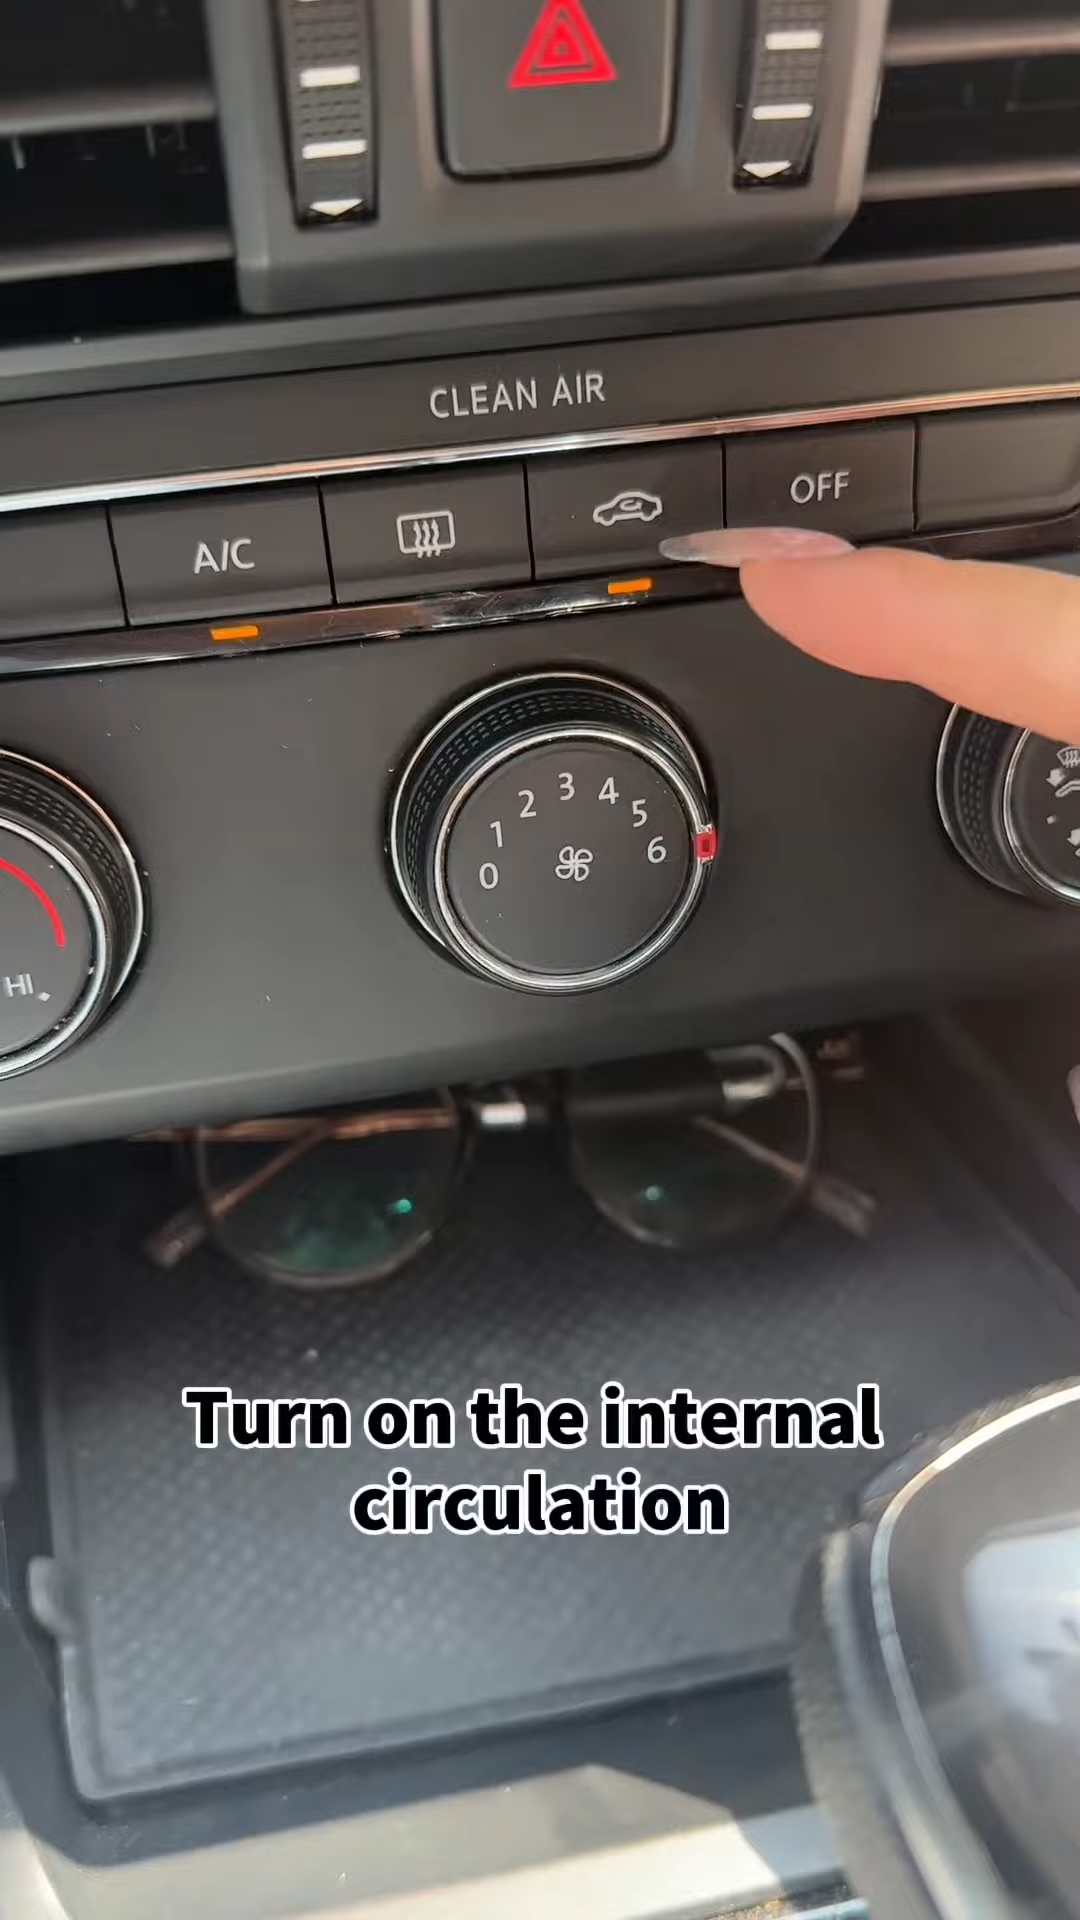 CLEAN AIR
A/C
OFF
0 1 2 3 4 5 6
HI
Turn on the internal
circulation